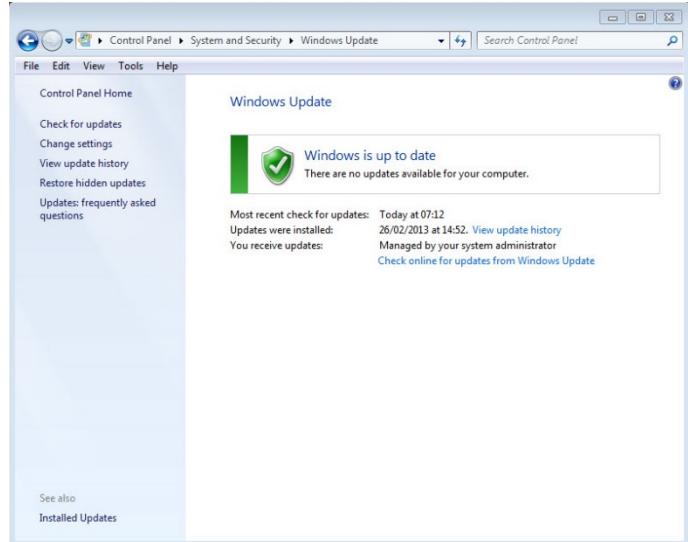 Control Panel ▸ System and Security ▸ Windows Update
Search Control Panel
File Edit View Tools Help
Control Panel Home
Check for updates
Change settings
View update history
Restore hidden updates
Updates: frequently asked
questions
See also
Installed Updates
Windows Update
Windows is up to date
There are no updates available for your computer.
Most recent check for updates: Today at 07:12
Updates were installed: 26/02/2013 at 14:52. View update history
You receive updates: Managed by your system administrator
Check online for updates from Windows Update